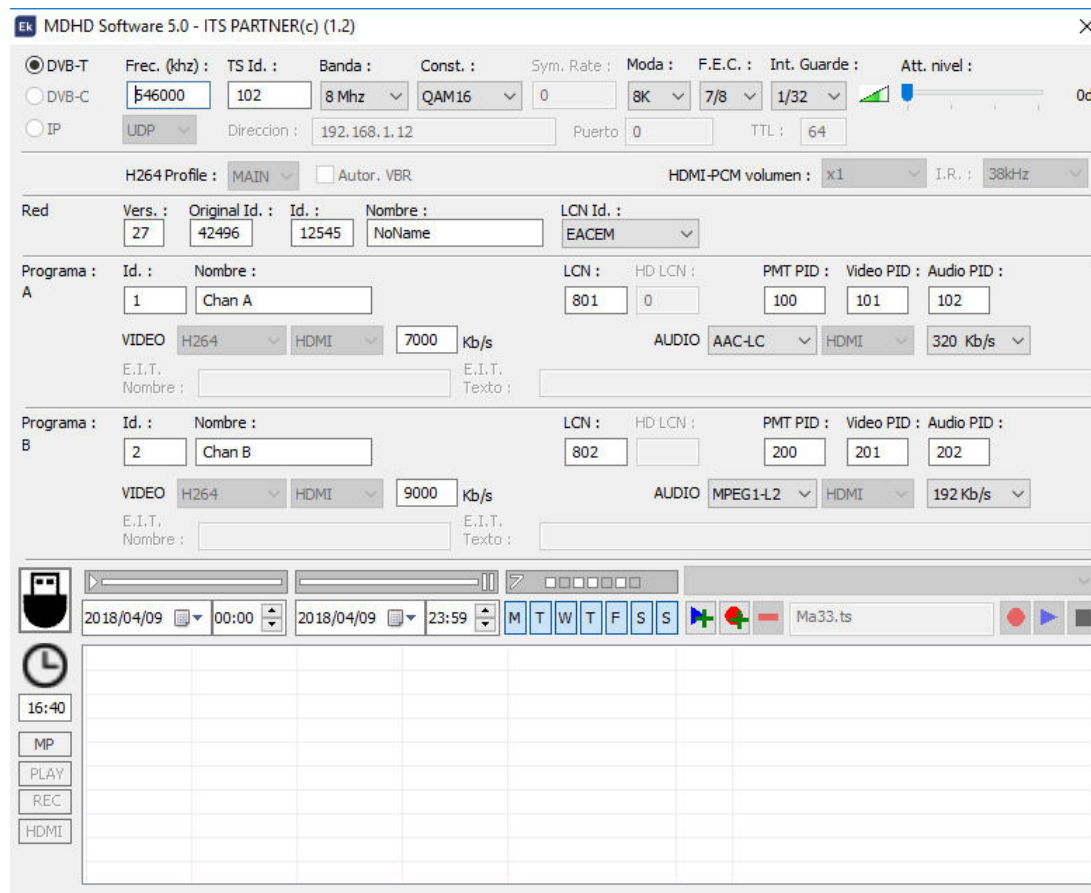 Ek MDHD Software 5.0 - ITS PARTNER(c) (1.2)
DVB-T Frec. (khz) : TS Id. : Banda : Const. : Sym. Rate : Moda : F.E.C. : Int. Guarde : Att. nivel :
DVB-C 546000 102 8 Mhz QAM16 0 8K 7/8 1/32 0d
IP UDP Direccion : 192.168.1.12 Puerto 0 TTL : 64
H264 Profile : MAIN Autor. VBR HDMI-PCM volumen : x1 I.R. : 38kHz
Red Vers. : Original Id. : Id. : Nombre : LCN Id. :
27 42496 12545 NoName EACEM
Programa : Id. : Nombre : LCN : HD LCN : PMT PID : Video PID : Audio PID :
A 1 Chan A 801 0 100 101 102
VIDEO H264 HDMI 7000 Kb/s AUDIO AAC-LC HDMI 320 Kb/s
E.I.T. E.I.T.
Nombre : Texto :
Programa : Id. : Nombre : LCN : HD LCN : PMT PID : Video PID : Audio PID :
B 2 Chan B 802 200 201 202
VIDEO H264 HDMI 9000 Kb/s AUDIO MPEG1-L2 HDMI 192 Kb/s
E.I.T. E.I.T.
Nombre : Texto :
2018/04/09 00:00 2018/04/09 23:59 M T W T F S S Ma33.ts
16:40
MP
PLAY
REC
HDMI